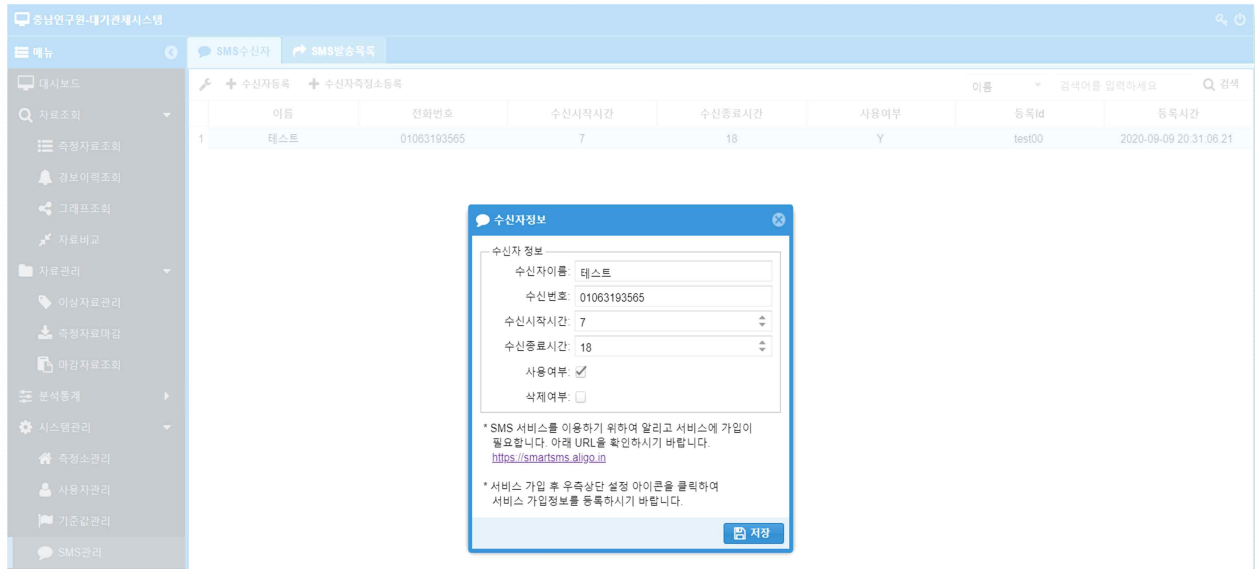 충남연구원-대기관제시스템
메뉴
SMS수신자
SMS발송목록
대시보드
수신자등록
수신자측정소등록
이름
검색어를 입력하세요
검색
자료조회
이름
전화번호
수신시작시간
수신종료시간
사용여부
등록Id
등록시간
1
테스트
01063193565
7
18
Y
test00
2020-09-09 20:31:06.21
측정자료조회
경보이력조회
그래프조회
자료비교
자료관리
이상자료관리
측정자료마감
마감자료조회
분석통계
시스템관리
측정소관리
사용자관리
기준값관리
SMS관리
수신자정보
수신자 정보
수신자이름: 테스트
수신번호: 01063193565
수신시작시간: 7
수신종료시간: 18
사용여부:
삭제여부:
* SMS 서비스를 이용하기 위하여 알리고 서비스에 가입이
필요합니다. 아래 URL을 확인하시기 바랍니다.
https://smartsms.aligo.in
* 서비스 가입 후 우측상단 설정 아이콘을 클릭하여
서비스 가입정보를 등록하시기 바랍니다.
저장